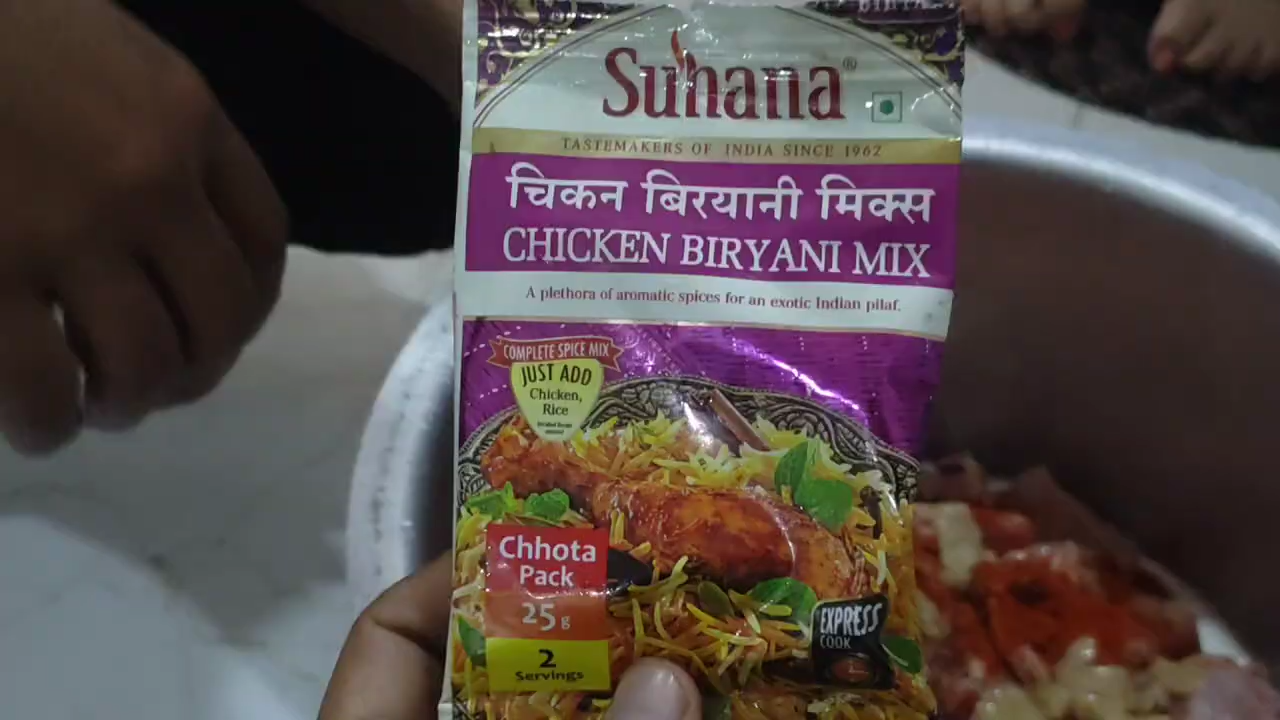 Suhana®
TASTEMAKERS OF INDIA SINCE 1962
चिकन बिरयानी मिक्स
CHICKEN BIRYANI MIX
A plethora of aromatic spices for an exotic Indian pilaf.
COMPLETE SPICE MIX
JUST ADD
Chicken,
Rice
Chhota
Pack
25 g
2
Servings
EXPRESS
COOK